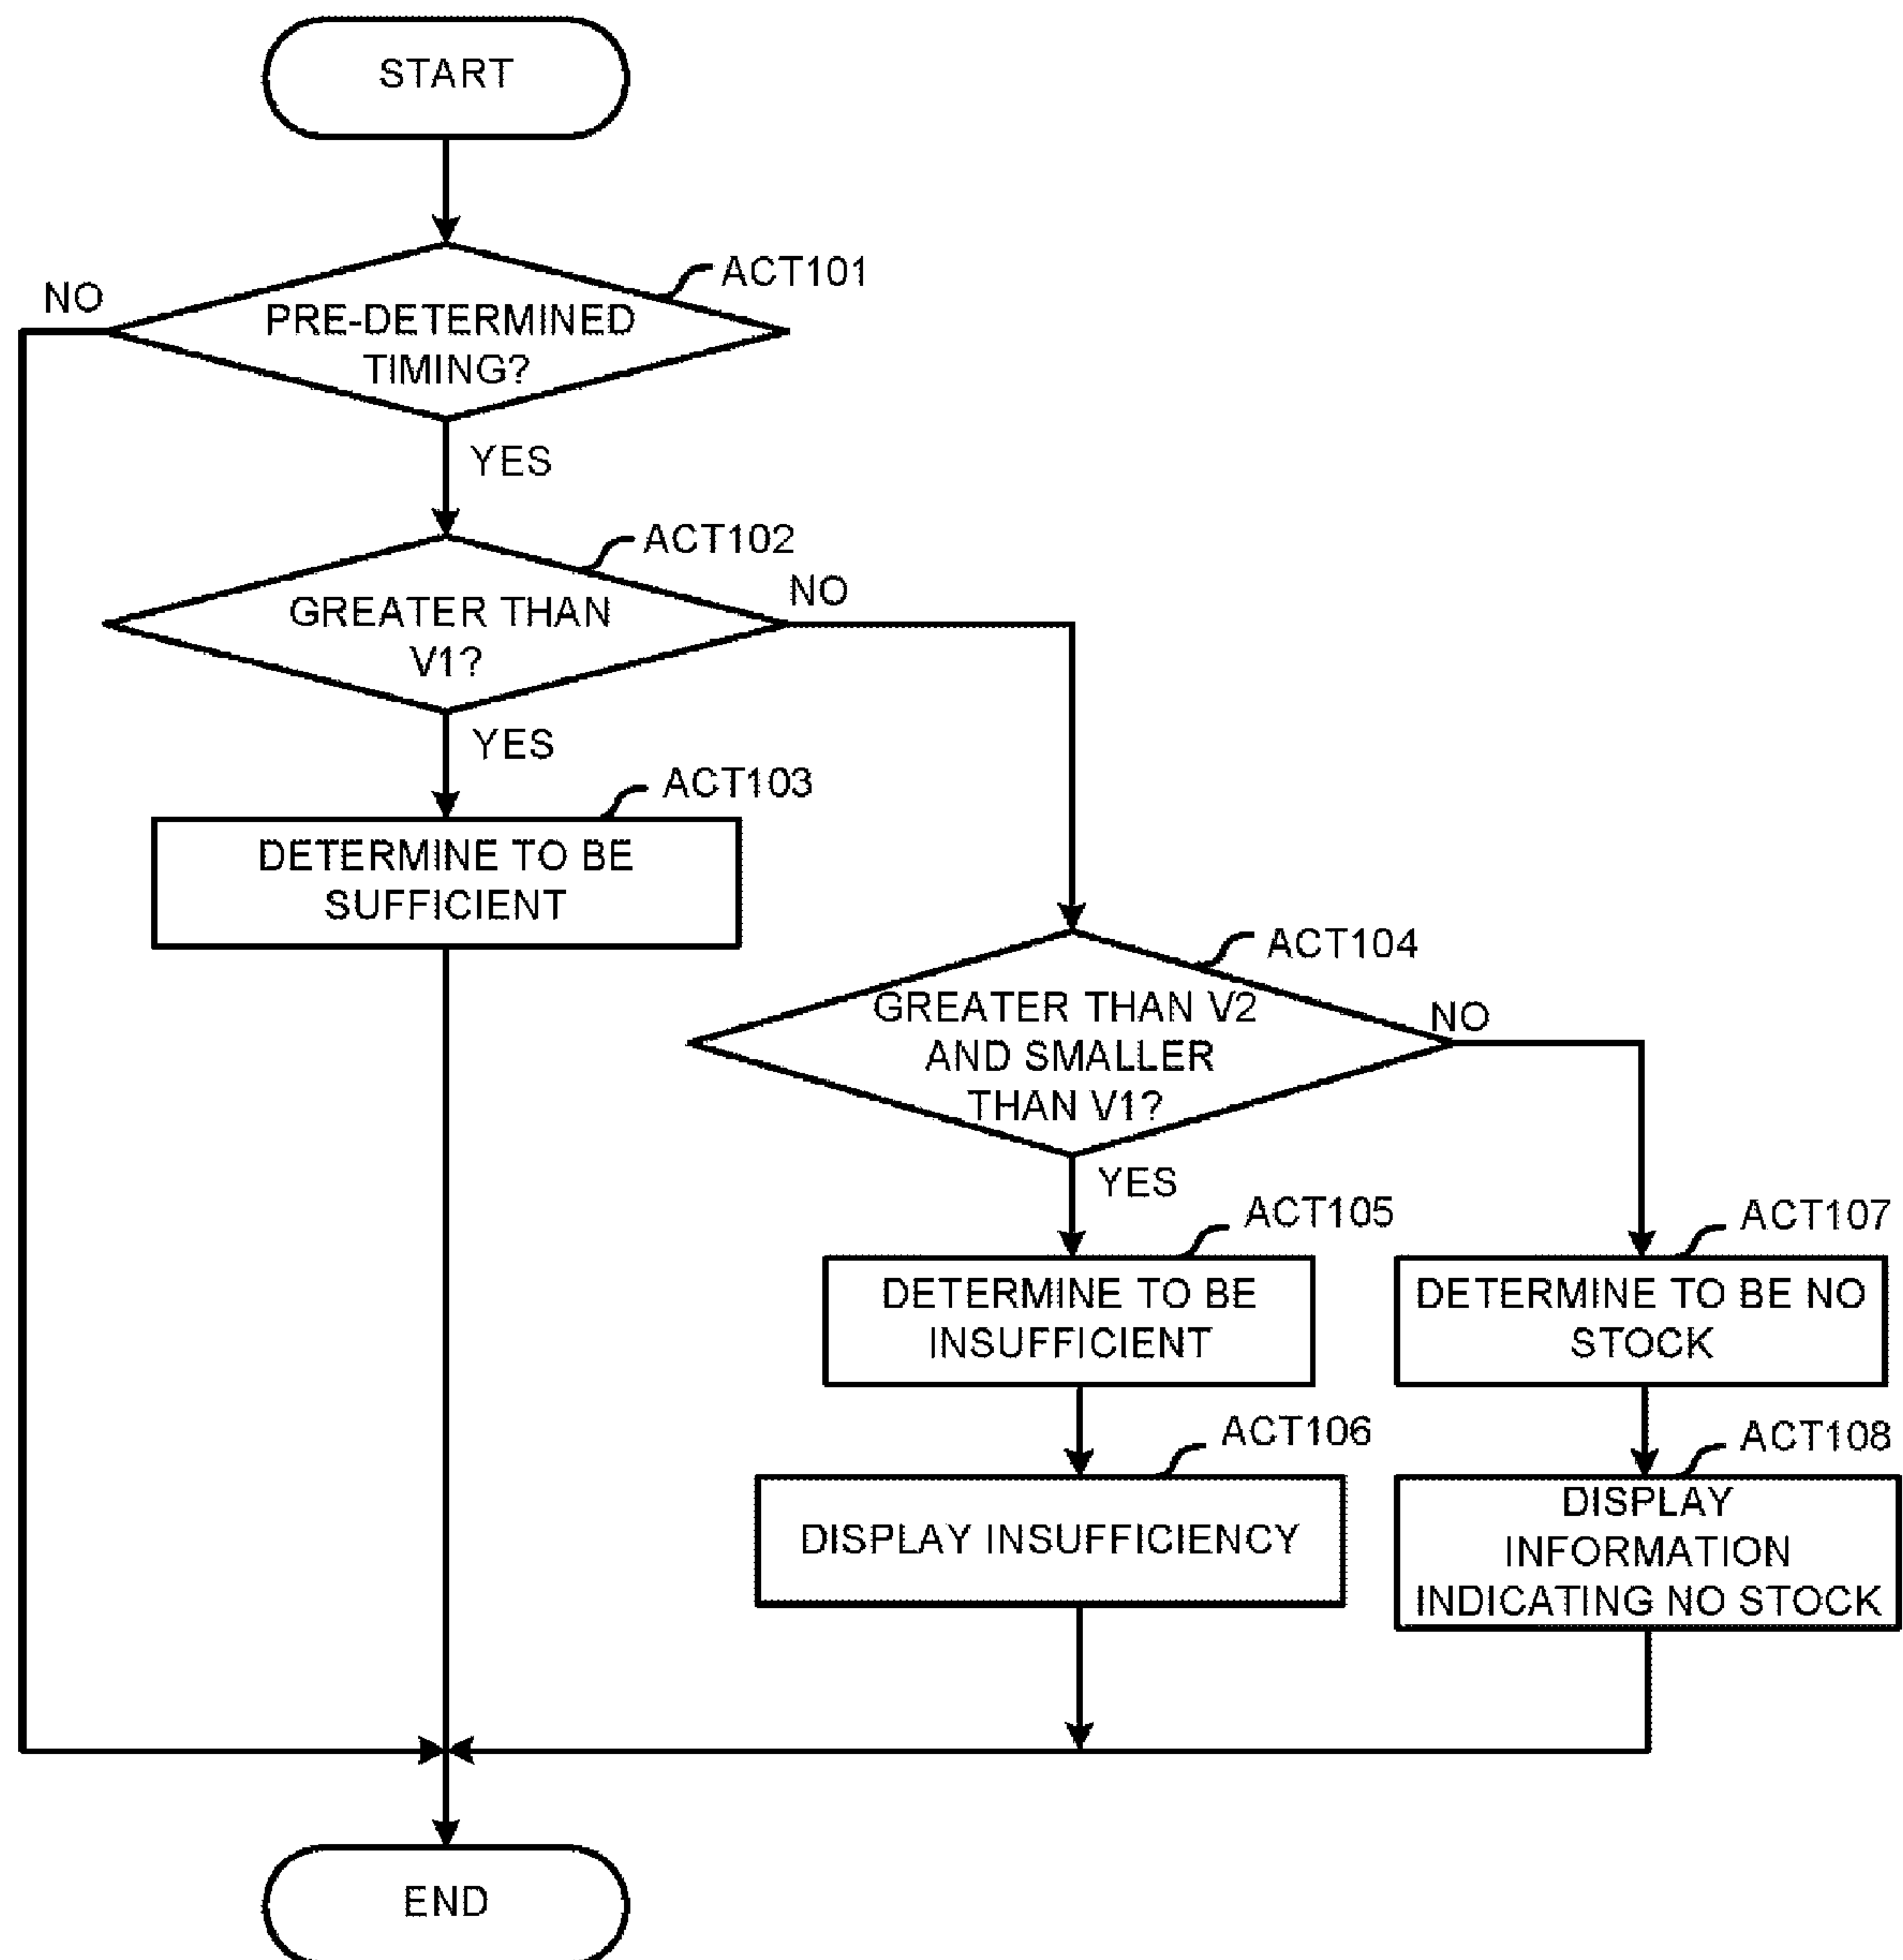 START
ACT101
NO
PRE-DETERMINED
TIMING?
YES
ACT102
NO
GREATER THAN
V1?
YES
ACT103
DETERMINE TO BE
SUFFICIENT
ACT104
GREATER THAN V2
AND SMALLER
THAN V1?
NO
YES
ACT105
DETERMINE TO BE
INSUFFICIENT
ACT107
DETERMINE TO BE NO
STOCK
ACT106
DISPLAY INSUFFICIENCY
ACT108
DISPLAY
INFORMATION
INDICATING NO STOCK
END